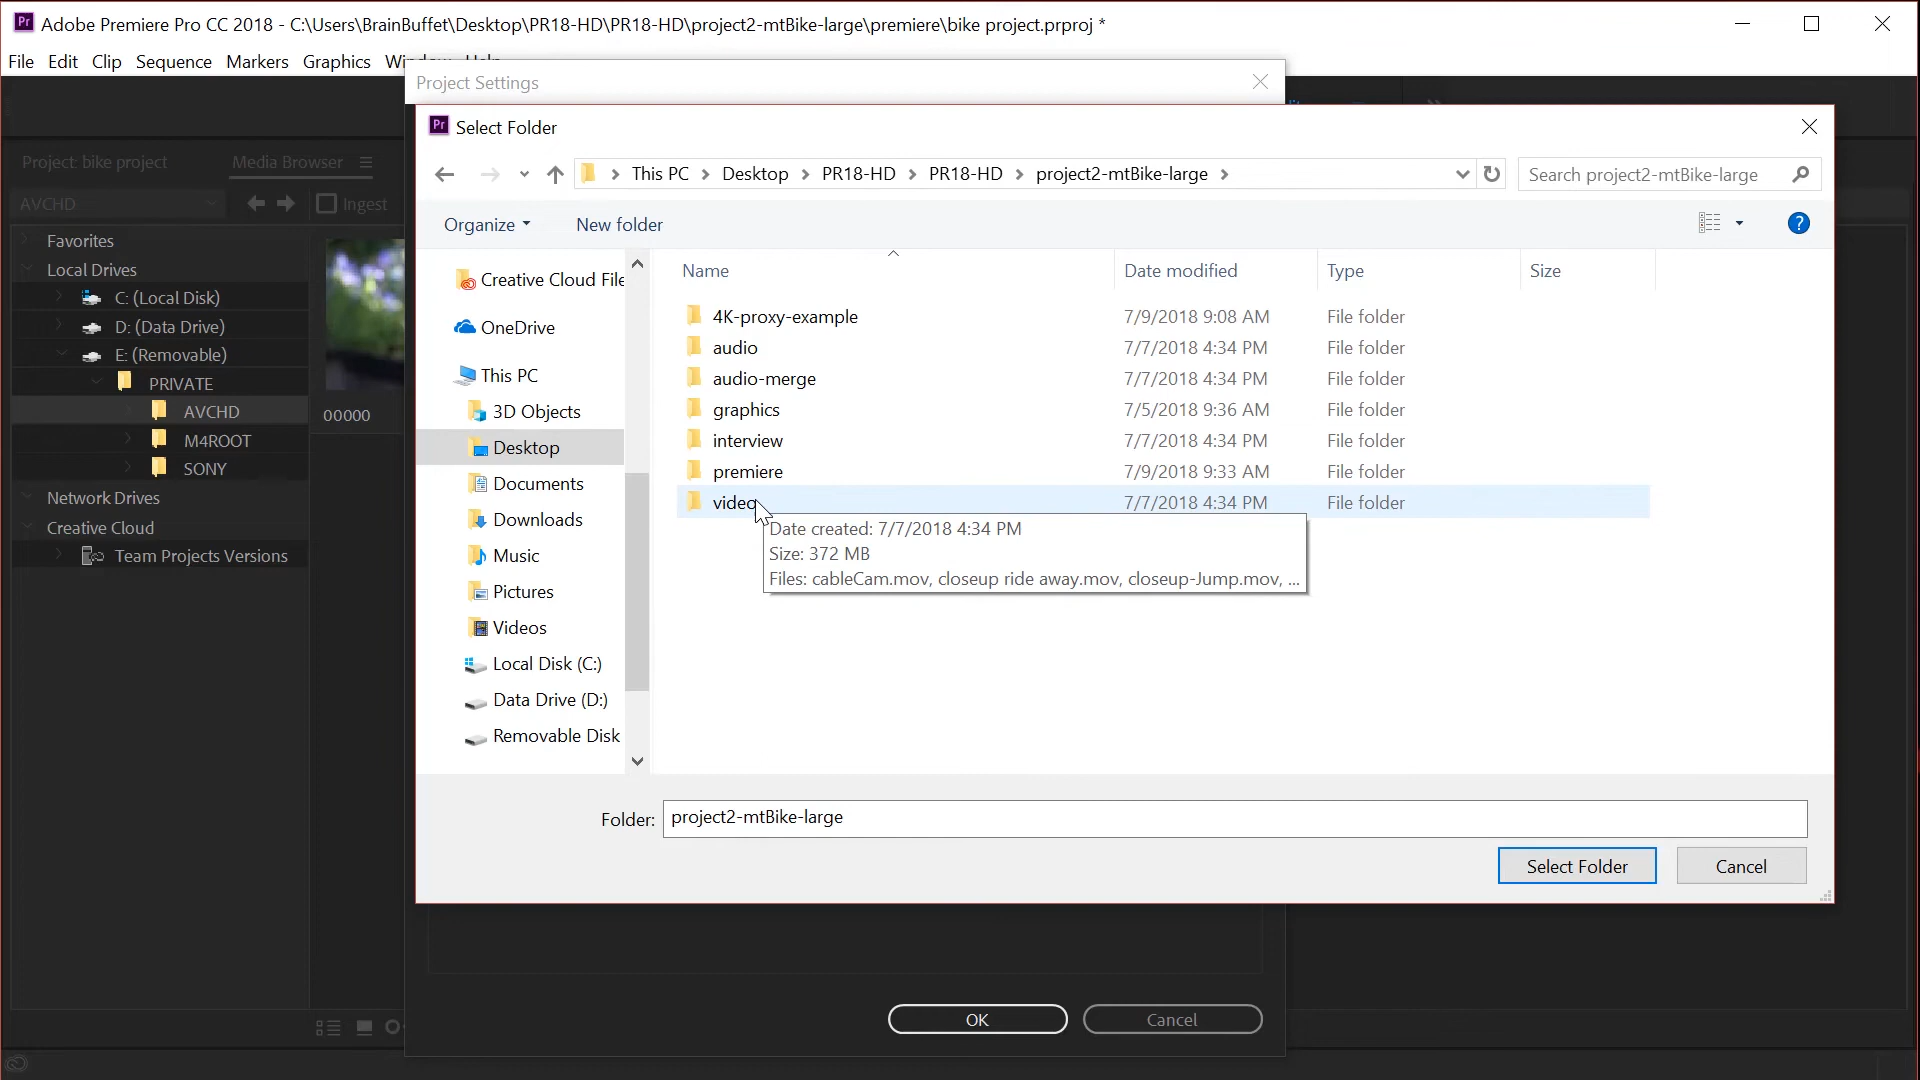 Adobe Premiere Pro CC 2018 - C:\Users\BrainBuffet\Desktop\PR18-HD\PR18-HD\project2-mtBike-large\premiere\bike project.prproj *
File Edit Clip Sequence Markers Graphics
Project Settings
Pr Select Folder
This PC > Desktop > PR18-HD > PR18-HD > project2-mtBike-large >
Search project2-mtBike-large
Project: bike project
Media Browser
AVCHD
Ingest
Organize
New folder
?
Favorites
Local Drives
C: (Local Disk)
D: (Data Drive)
E: (Removable)
PRIVATE
AVCHD
M4ROOT
SONY
Network Drives
Creative Cloud
Team Projects Versions
00000
Creative Cloud File
OneDrive
This PC
3D Objects
Desktop
Documents
Downloads
Music
Pictures
Videos
Local Disk (C:)
Data Drive (D:)
Removable Disk
Name Date modified Type Size
4K-proxy-example 7/9/2018 9:08 AM File folder
audio 7/7/2018 4:34 PM File folder
audio-merge 7/7/2018 4:34 PM File folder
graphics 7/5/2018 9:36 AM File folder
interview 7/7/2018 4:34 PM File folder
premiere 7/9/2018 9:33 AM File folder
video 7/7/2018 4:34 PM File folder
Date created: 7/7/2018 4:34 PM
Size: 372 MB
Files: cableCam.mov, closeup ride away.mov, closeup-Jump.mov, ...
Folder: project2-mtBike-large
Select Folder
Cancel
OK
Cancel